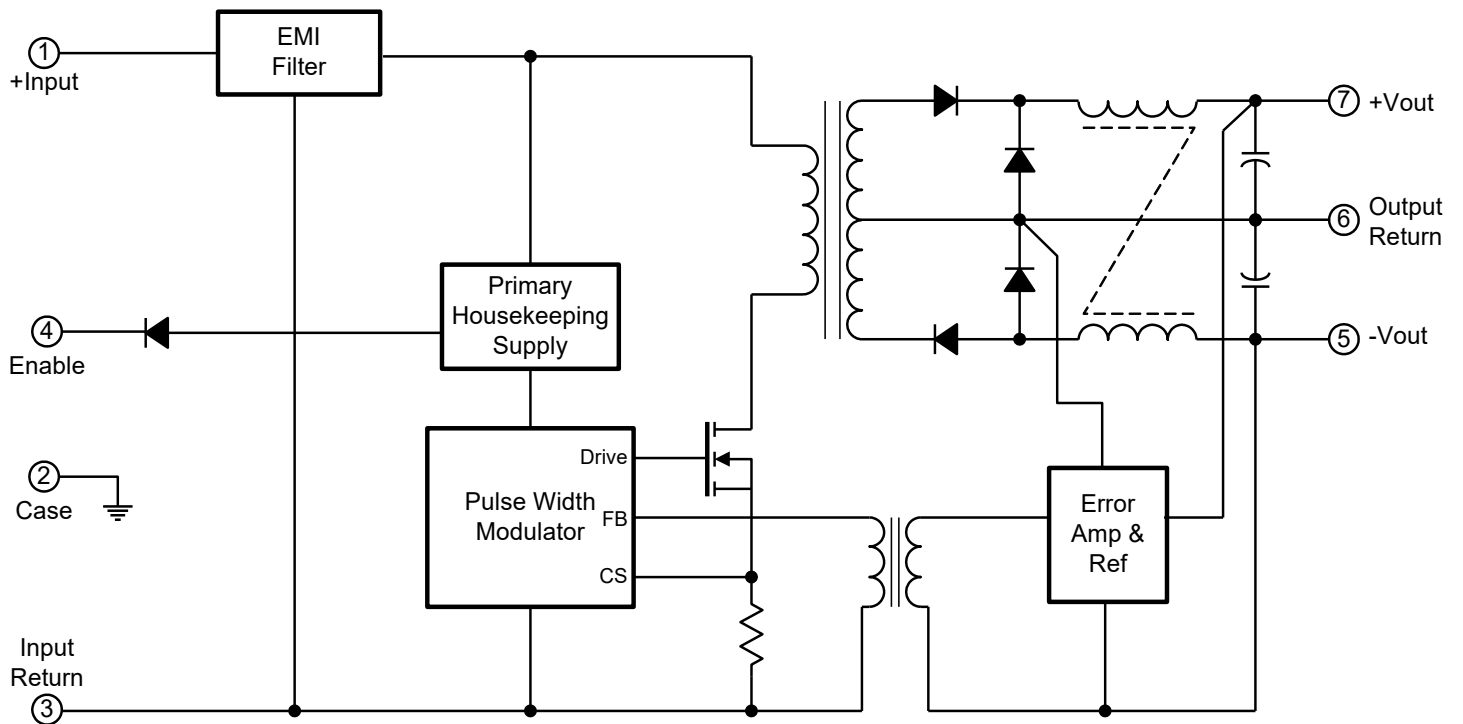 EMI
Filter
1
+Input
7
+Vout
6
Output
Return
Primary
Housekeeping
Supply
4
Enable
5
-Vout
Drive
2
Case
Pulse Width
Modulator
FB
CS
Error
Amp &
Ref
Input
Return
3